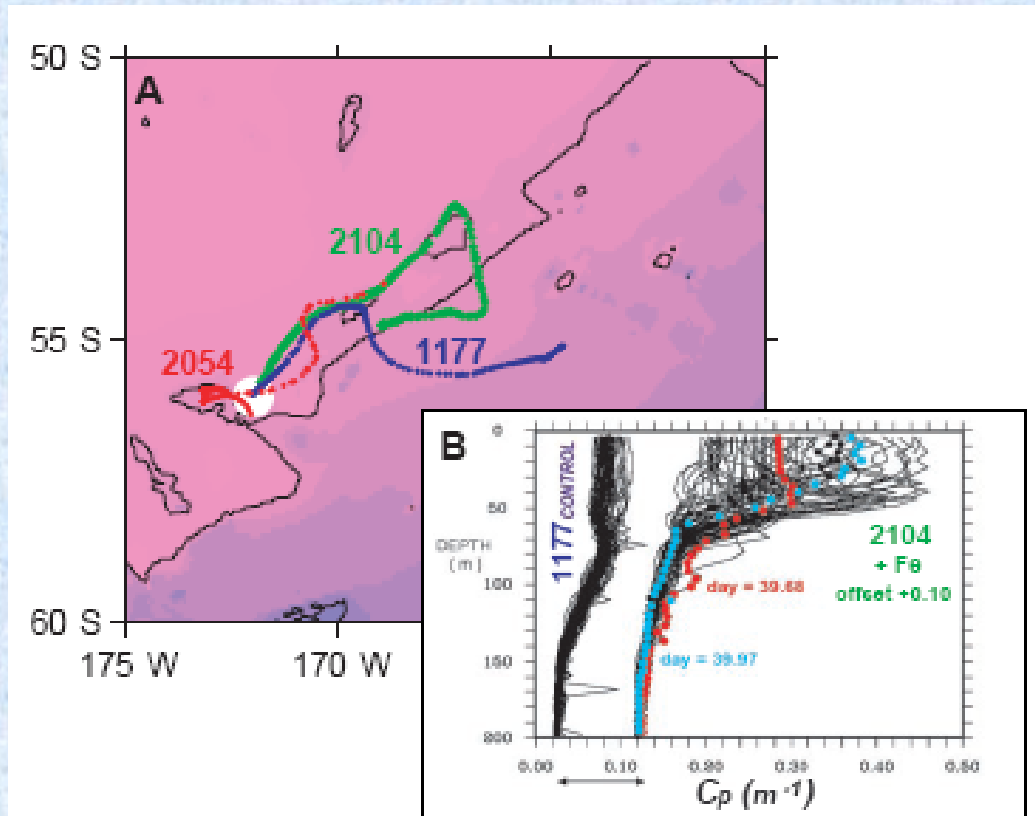 50 S
A
2104
55 S
1177
2054
60 S
175 W
170 W
B
0
50
DEPTH
(m)
100
150
200
1177 CONTROL
2104
+ Fe
offset +0.10
day = 39.68
day = 39.97
0.00
0.10
0.20
0.30
0.40
0.50
Cp (m-1)